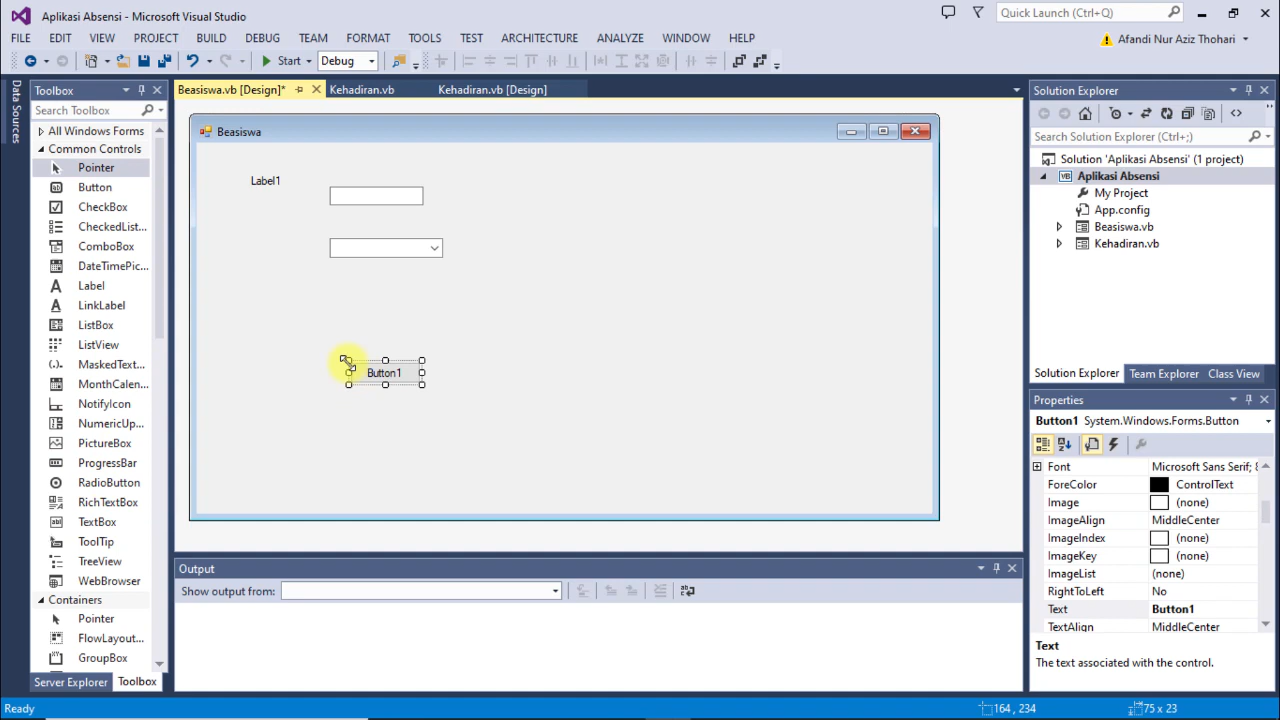 Aplikasi Absensi - Microsoft Visual Studio
Quick Launch (Ctrl+Q)
FILE EDIT VIEW PROJECT BUILD DEBUG TEAM FORMAT TOOLS TEST ARCHITECTURE ANALYZE WINDOW HELP
Afandi Nur Aziz Thohari
Start Debug
Data Sources
Toolbox
Search Toolbox
All Windows Forms
Common Controls
Pointer
Button
CheckBox
CheckedList...
ComboBox
DateTimePic...
Label
LinkLabel
ListBox
ListView
MaskedText...
MonthCalen...
NotifyIcon
NumericUp...
PictureBox
ProgressBar
RadioButton
RichTextBox
TextBox
ToolTip
TreeView
WebBrowser
Containers
Pointer
FlowLayout...
GroupBox
Server Explorer Toolbox
Beasiswa.vb [Design]* Kehadiran.vb Kehadiran.vb [Design]
Beasiswa
Label1
Button1
Output
Show output from:
Solution Explorer
Search Solution Explorer (Ctrl+;)
Solution 'Aplikasi Absensi' (1 project)
VB Aplikasi Absensi
My Project
App.config
Beasiswa.vb
Kehadiran.vb
Solution Explorer Team Explorer Class View
Properties
Button1 System.Windows.Forms.Button
Font Microsoft Sans Serif;
ForeColor ControlText
Image (none)
ImageAlign MiddleCenter
ImageIndex (none)
ImageKey (none)
ImageList (none)
RightToLeft No
Text Button1
TextAlign MiddleCenter
Text
The text associated with the control.
Ready 164 , 234 75 x 23